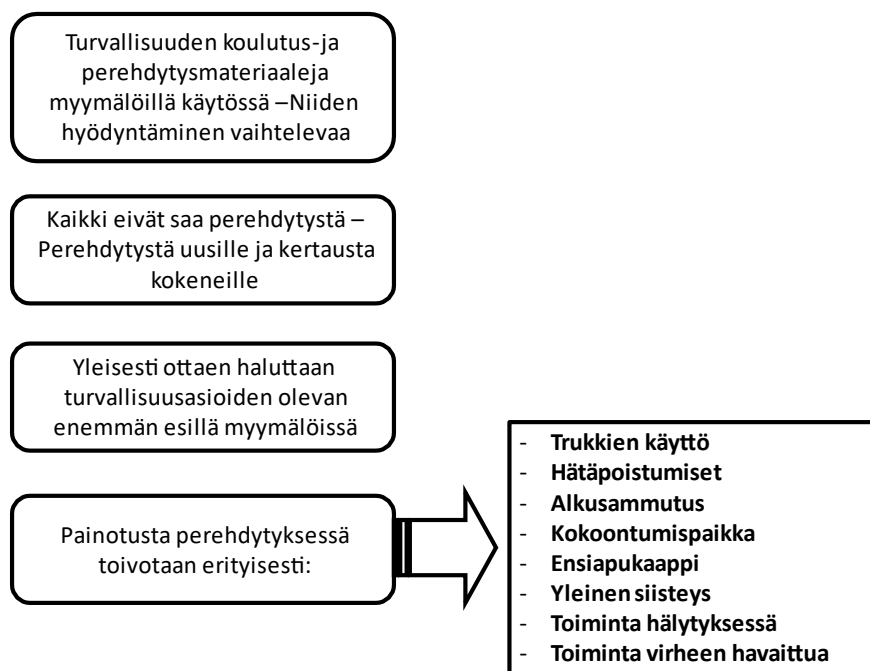 Turvallisuuden koulutus-ja
perehdytysmateriaaleja
myymälöillä käytössä –Niiden
hyödyntäminen vaihtelevaa
Kaikki eivät saa perehdytystä –
Perehdytystä uusille ja kertausta
kokeneille
Yleisesti ottaen haluttaan
turvallisuusasioiden olevan
enemmän esillä myymälöissä
Painotusta perehdytyksessä
toivotaan erityisesti:
- Trukkien käyttö
- Hätäpoistumiset
- Alkusammutus
- Kokoontumispaikka
- Ensiapukaappi
- Yleinen siisteys
- Toiminta hälytyksessä
- Toiminta virheen havaittua